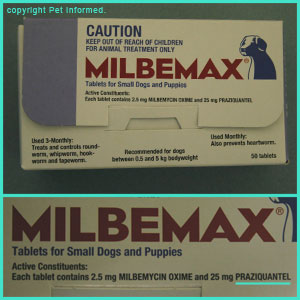 copyright Pet Informed.
CAUTION
KEEP OUT OF REACH OF CHILDREN
FOR ANIMAL TREATMENT ONLY
MILBEMAX®
Tablets for Small Dogs and Puppies
Active Constituents:
Each tablet contains 2.5 mg MILBEMYCIN OXIME and 25 mg PRAZIQUANTEL
Used 3-Monthly:
Treats and controls round-
worm, whipworm, hook-
worm and tapeworm.
Recommended for dogs
between 0.5 and 5 kg bodyweight
Used Monthly:
Also prevents heartworm.
50 tablets
MILBEMAX®
Tablets for Small Dogs and Puppies
Active Constituents:
Each tablet contains 2.5 mg MILBEMYCIN OXIME and 25 mg PRAZIQUANTEL